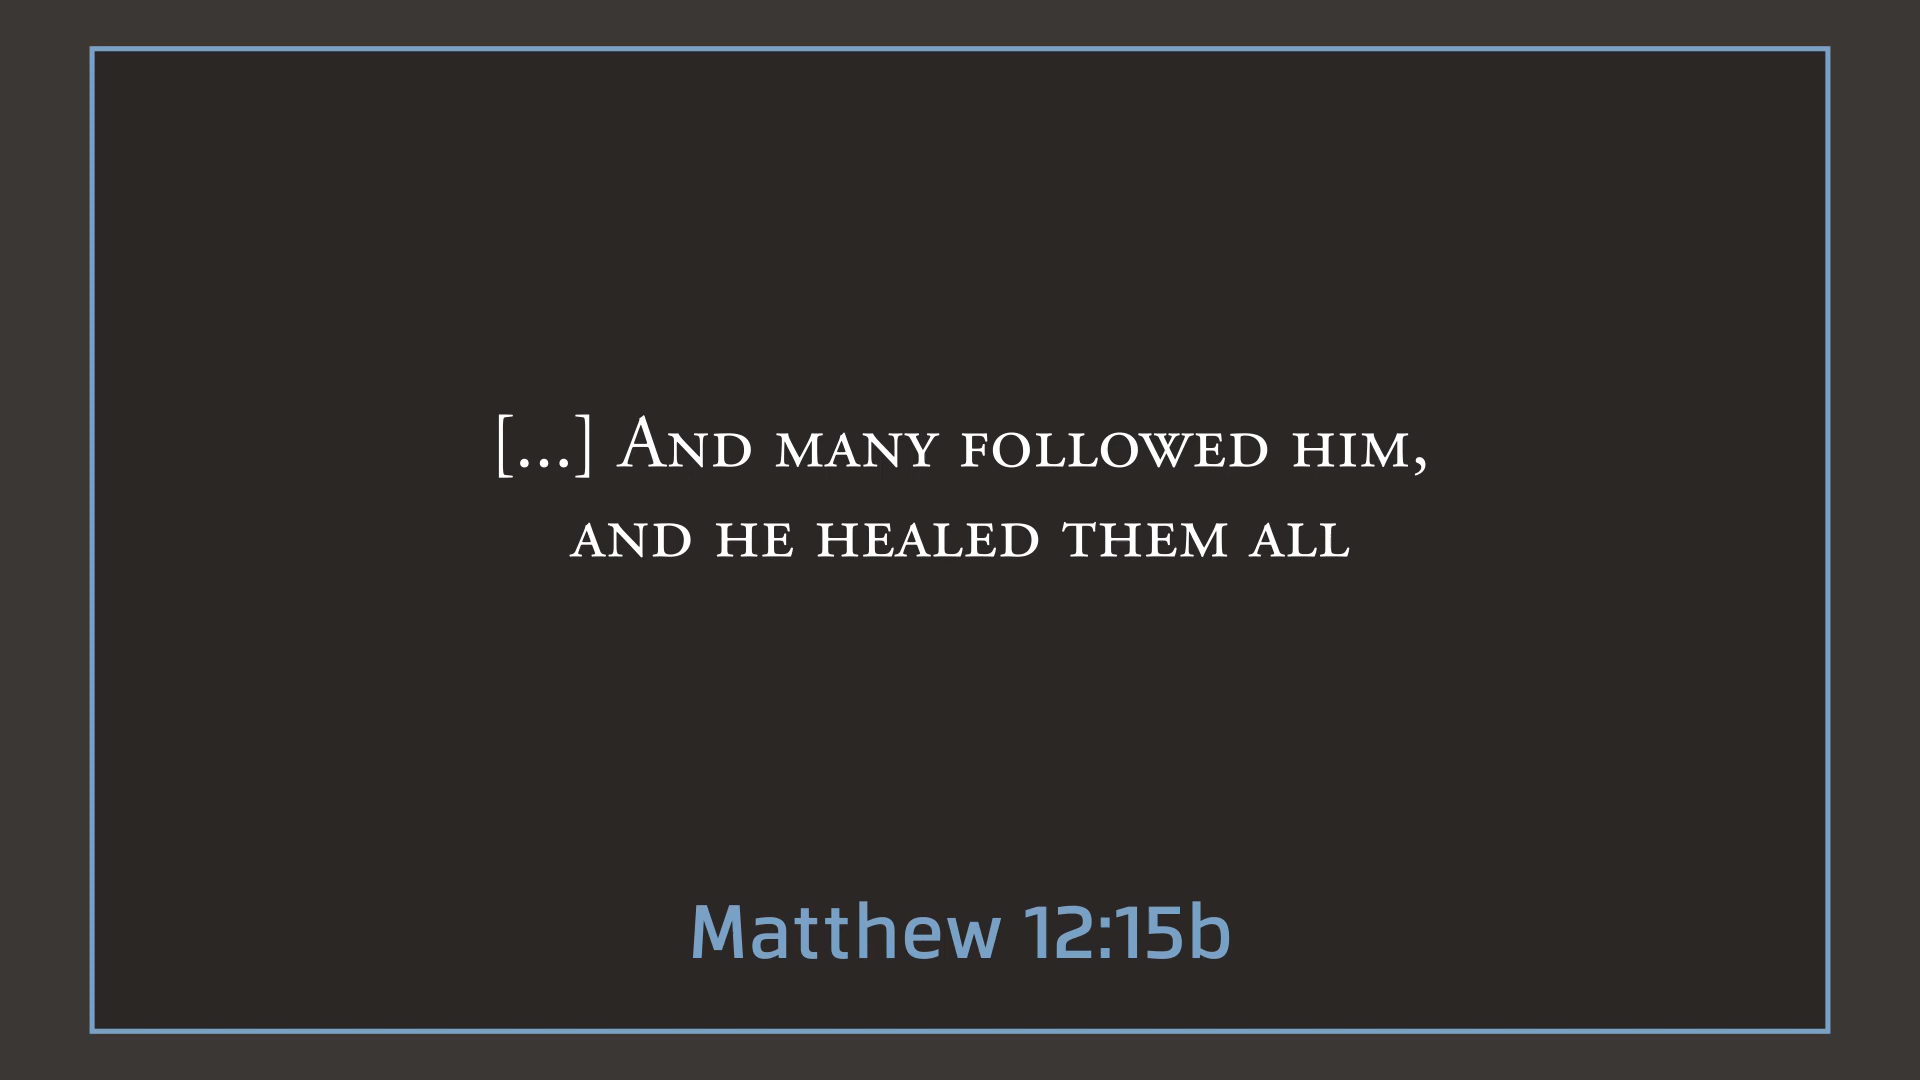 [...] And many followed him,
and he healed them all
Matthew 12:15b